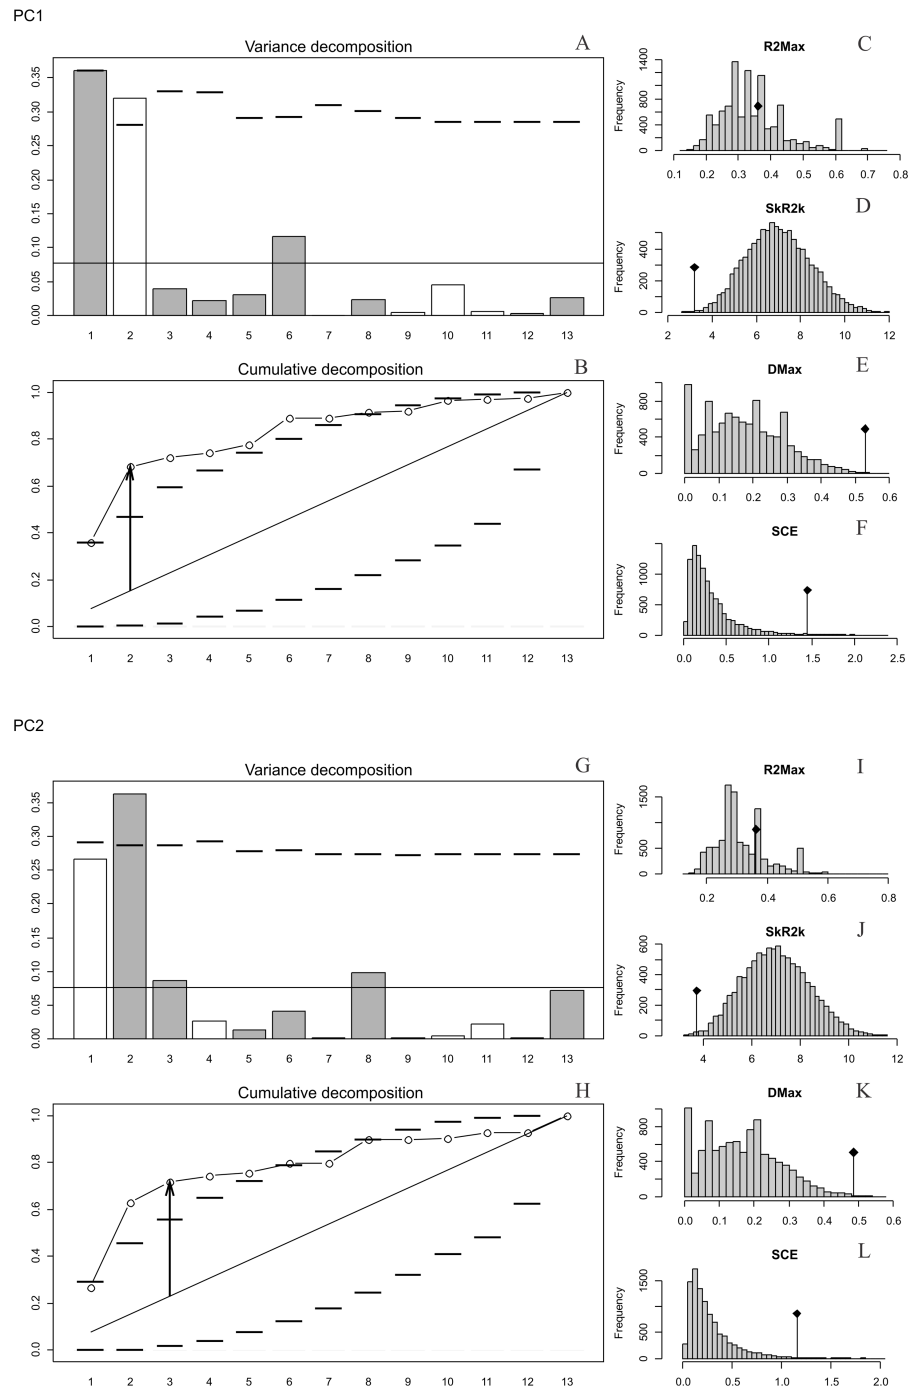 PC1
Variance decomposition A
0.00 0.05 0.10 0.15 0.20 0.25 0.30 0.35
1 2 3 4 5 6 7 8 9 10 11 12 13
Cumulative decomposition B
0.0 0.2 0.4 0.6 0.8 1.0
1 2 3 4 5 6 7 8 9 10 11 12 13
R2Max C
Frequency
0 400 800 1400
0.1 0.2 0.3 0.4 0.5 0.6 0.7 0.8
SkR2k D
Frequency
0 200 400
2 4 6 8 10 12
DMax E
Frequency
0 400 800
0.0 0.1 0.2 0.3 0.4 0.5 0.6
SCE F
Frequency
0 500 1000
0.0 0.5 1.0 1.5 2.0 2.5
PC2
Variance decomposition G
0.00 0.05 0.10 0.15 0.20 0.25 0.30 0.35
1 2 3 4 5 6 7 8 9 10 11 12 13
Cumulative decomposition H
0.0 0.2 0.4 0.6 0.8 1.0
1 2 3 4 5 6 7 8 9 10 11 12 13
R2Max I
Frequency
0 500 1500
0.2 0.4 0.6 0.8
SkR2k J
Frequency
0 200 400 600
4 6 8 10 12
DMax K
Frequency
0 400 800
0.0 0.1 0.2 0.3 0.4 0.5 0.6
SCE L
Frequency
0 500 1500
0.0 0.5 1.0 1.5 2.0